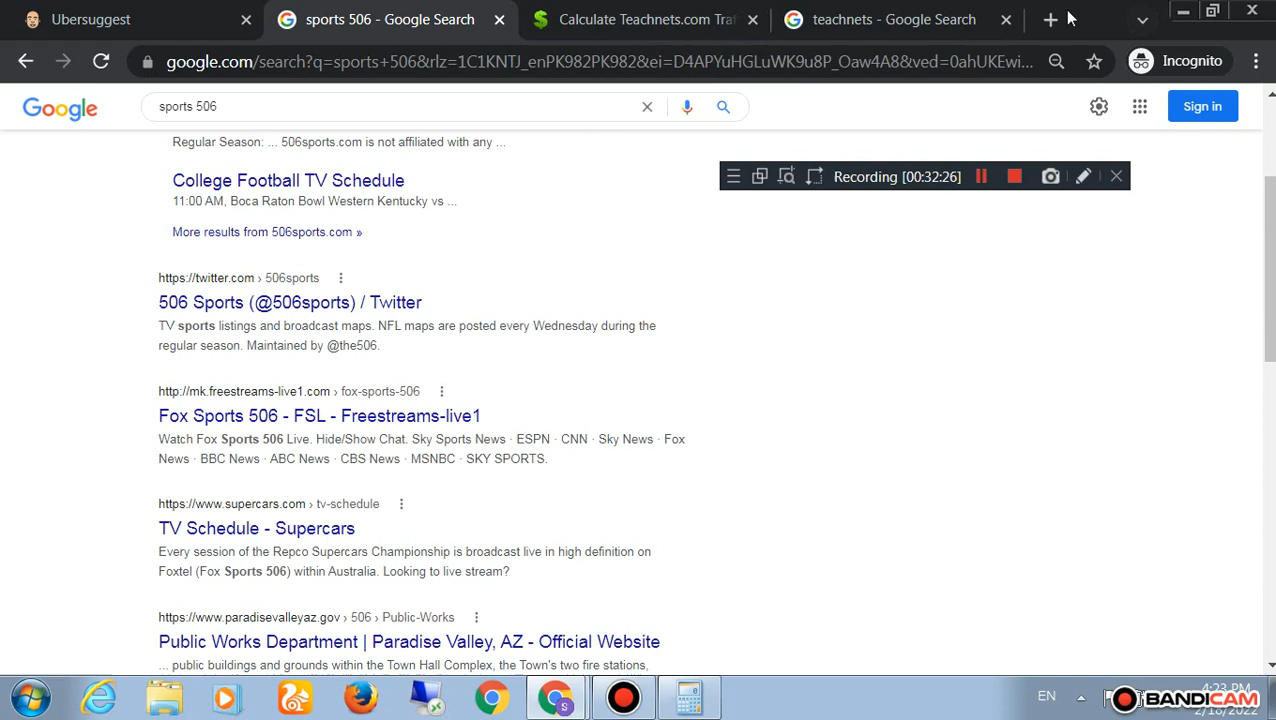 Ubersuggest
sports 506 - Google Search
Calculate Teachnets.com Traf
teachnets - Google Search
google.com/search?q=sports+506&rlz=1C1KNTJ_enPK982PK982&ei=D4APYuHGLuWK9u8P_Oaw4A8&ved=0ahUKEwi...
Incognito
Google
sports 506
Sign in
Regular Season: ... 506sports.com is not affiliated with any ...
Recording [00:32:26]
College Football TV Schedule
11:00 AM, Boca Raton Bowl Western Kentucky vs ...
More results from 506sports.com »
https://twitter.com › 506sports
506 Sports (@506sports) / Twitter
TV sports listings and broadcast maps. NFL maps are posted every Wednesday during the
regular season. Maintained by @the506.
http://mk.freestreams-live1.com › fox-sports-506
Fox Sports 506 - FSL - Freestreams-live1
Watch Fox Sports 506 Live. Hide/Show Chat. Sky Sports News · ESPN · CNN · Sky News · Fox
News · BBC News · ABC News · CBS News · MSNBC · SKY SPORTS.
https://www.supercars.com › tv-schedule
TV Schedule - Supercars
Every session of the Repco Supercars Championship is broadcast live in high definition on
Foxtel (Fox Sports 506) within Australia. Looking to live stream?
https://www.paradisevalleyaz.gov › 506 › Public-Works
Public Works Department | Paradise Valley, AZ - Official Website
... public buildings and grounds within the Town Hall Complex, the Town's two fire stations,
EN
4:23 PM
2/18/2022
BANDICAM